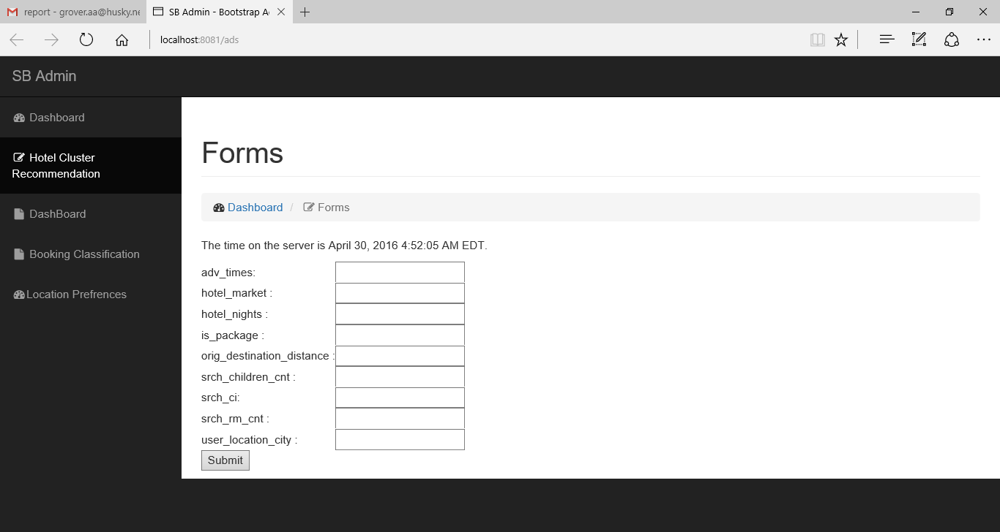 report - grover.aa@husky.ne
SB Admin - Bootstrap A
localhost:8081/ads
SB Admin
Dashboard
Hotel Cluster
Recommendation
DashBoard
Booking Classification
Location Prefrences
Forms
Dashboard / Forms
The time on the server is April 30, 2016 4:52:05 AM EDT.
adv_times:
hotel_market :
hotel_nights :
is_package :
orig_destination_distance :
srch_children_cnt :
srch_ci:
srch_rm_cnt :
user_location_city :
Submit